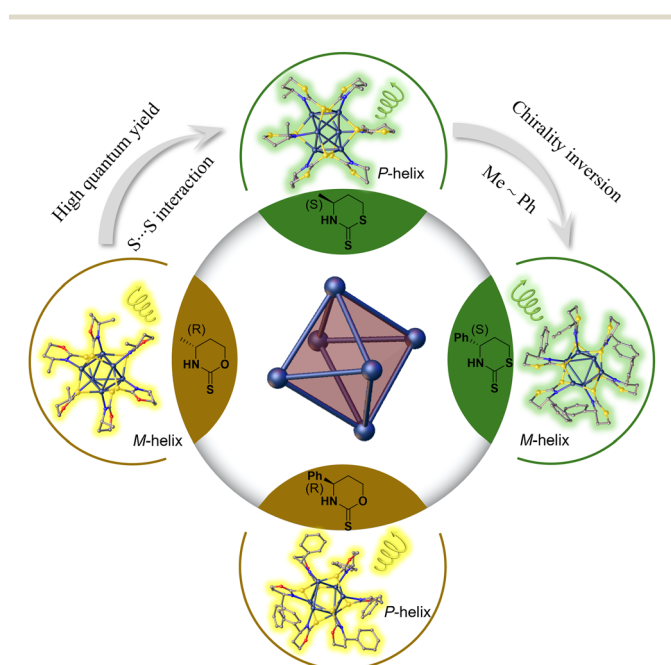 High quantum yield
S···S interaction
Chirality inversion
Me ~ Ph
P-helix
(S)
HN
S
S
M-helix
(R)
HN
O
S
Ph
(S)
HN
S
S
M-helix
Ph
(R)
HN
O
S
P-helix